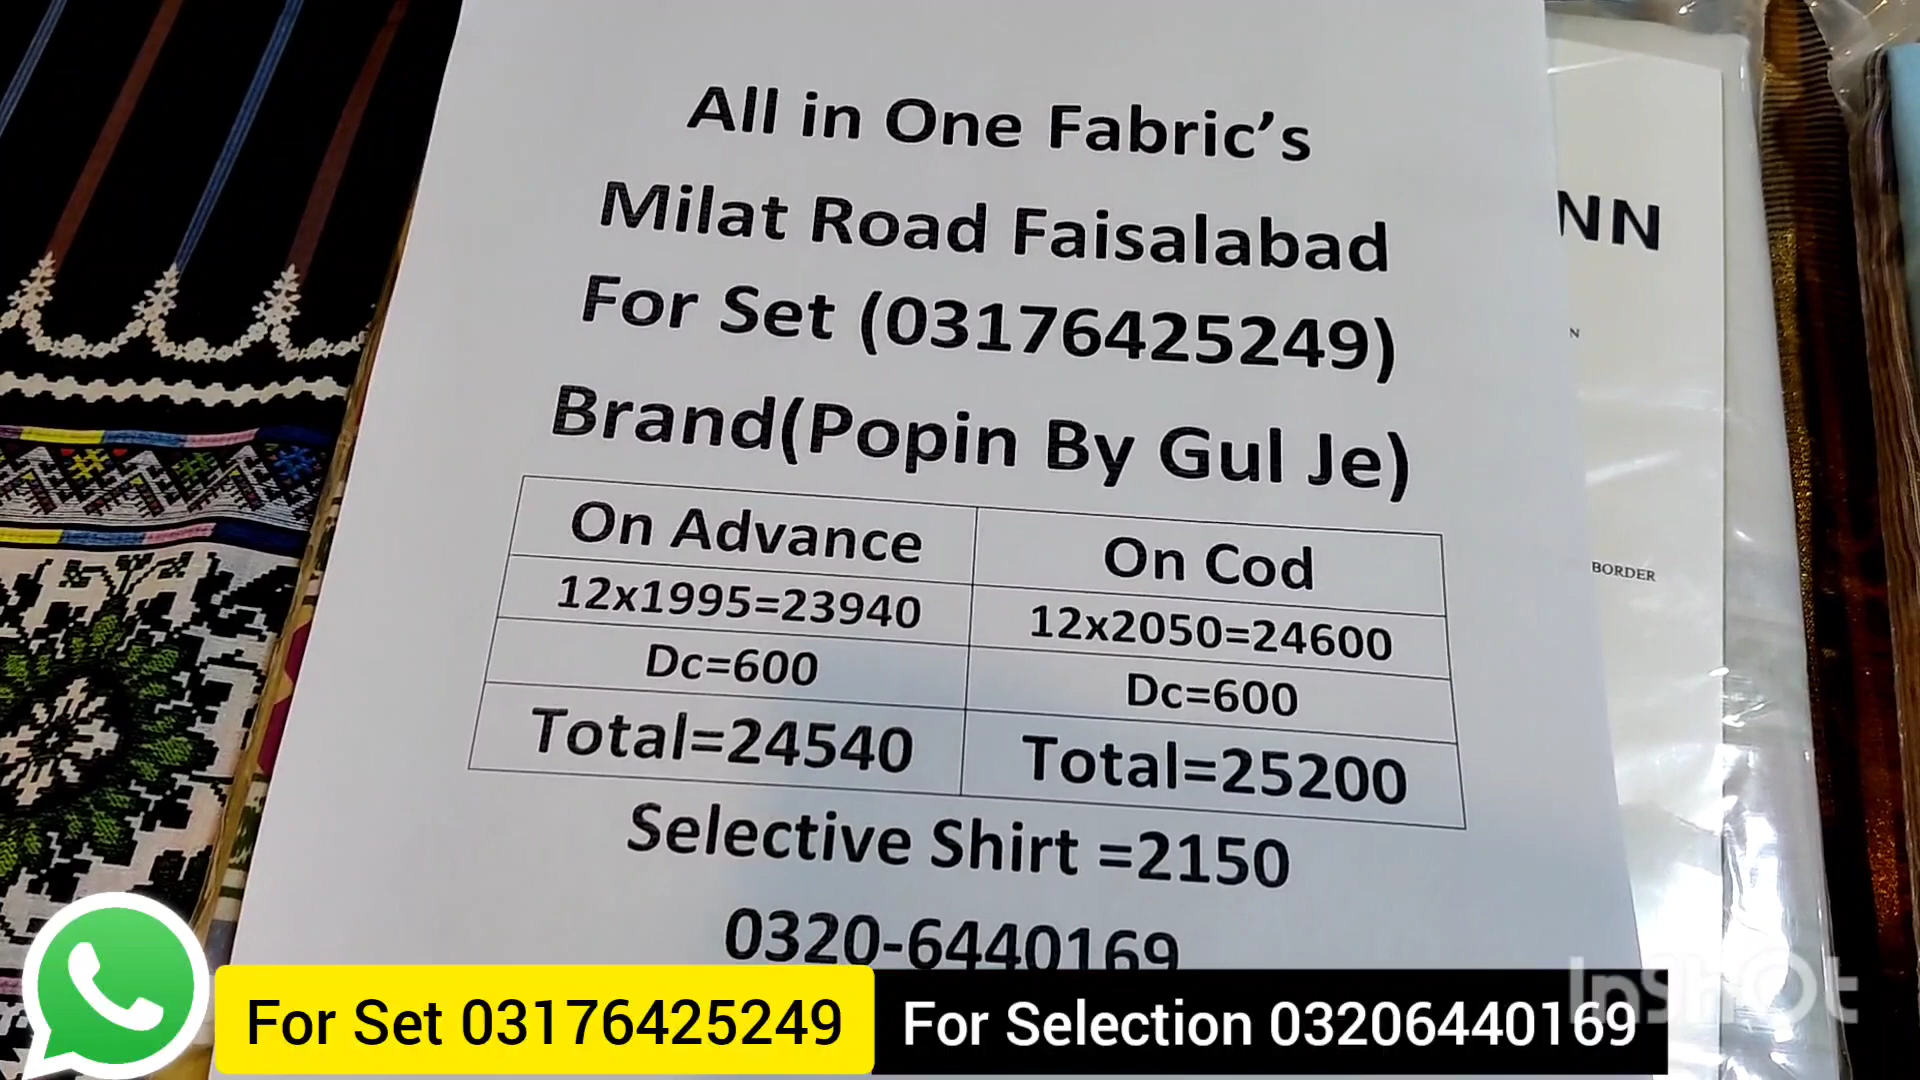 All in One Fabric’s
Milat Road Faisalabad
For Set (03176425249)
Brand(Popin By Gul Je)
On Advance
On Cod
12x1995=23940
12x2050=24600
Dc=600
Dc=600
Total=24540
Total=25200
Selective Shirt =2150
0320-6440169
NN
N
BORDER
For Set 03176425249
For Selection 03206440169
InShOt